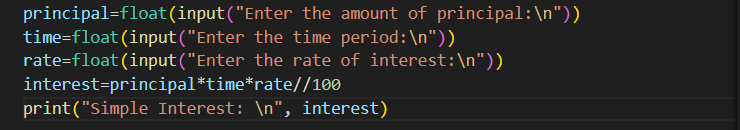 principal=float(input("Enter the amount of principal:\n"))
time=float(input("Enter the time period:\n"))
rate=float(input("Enter the rate of interest:\n"))
interest=principal*time*rate//100
print("Simple Interest: \n", interest)